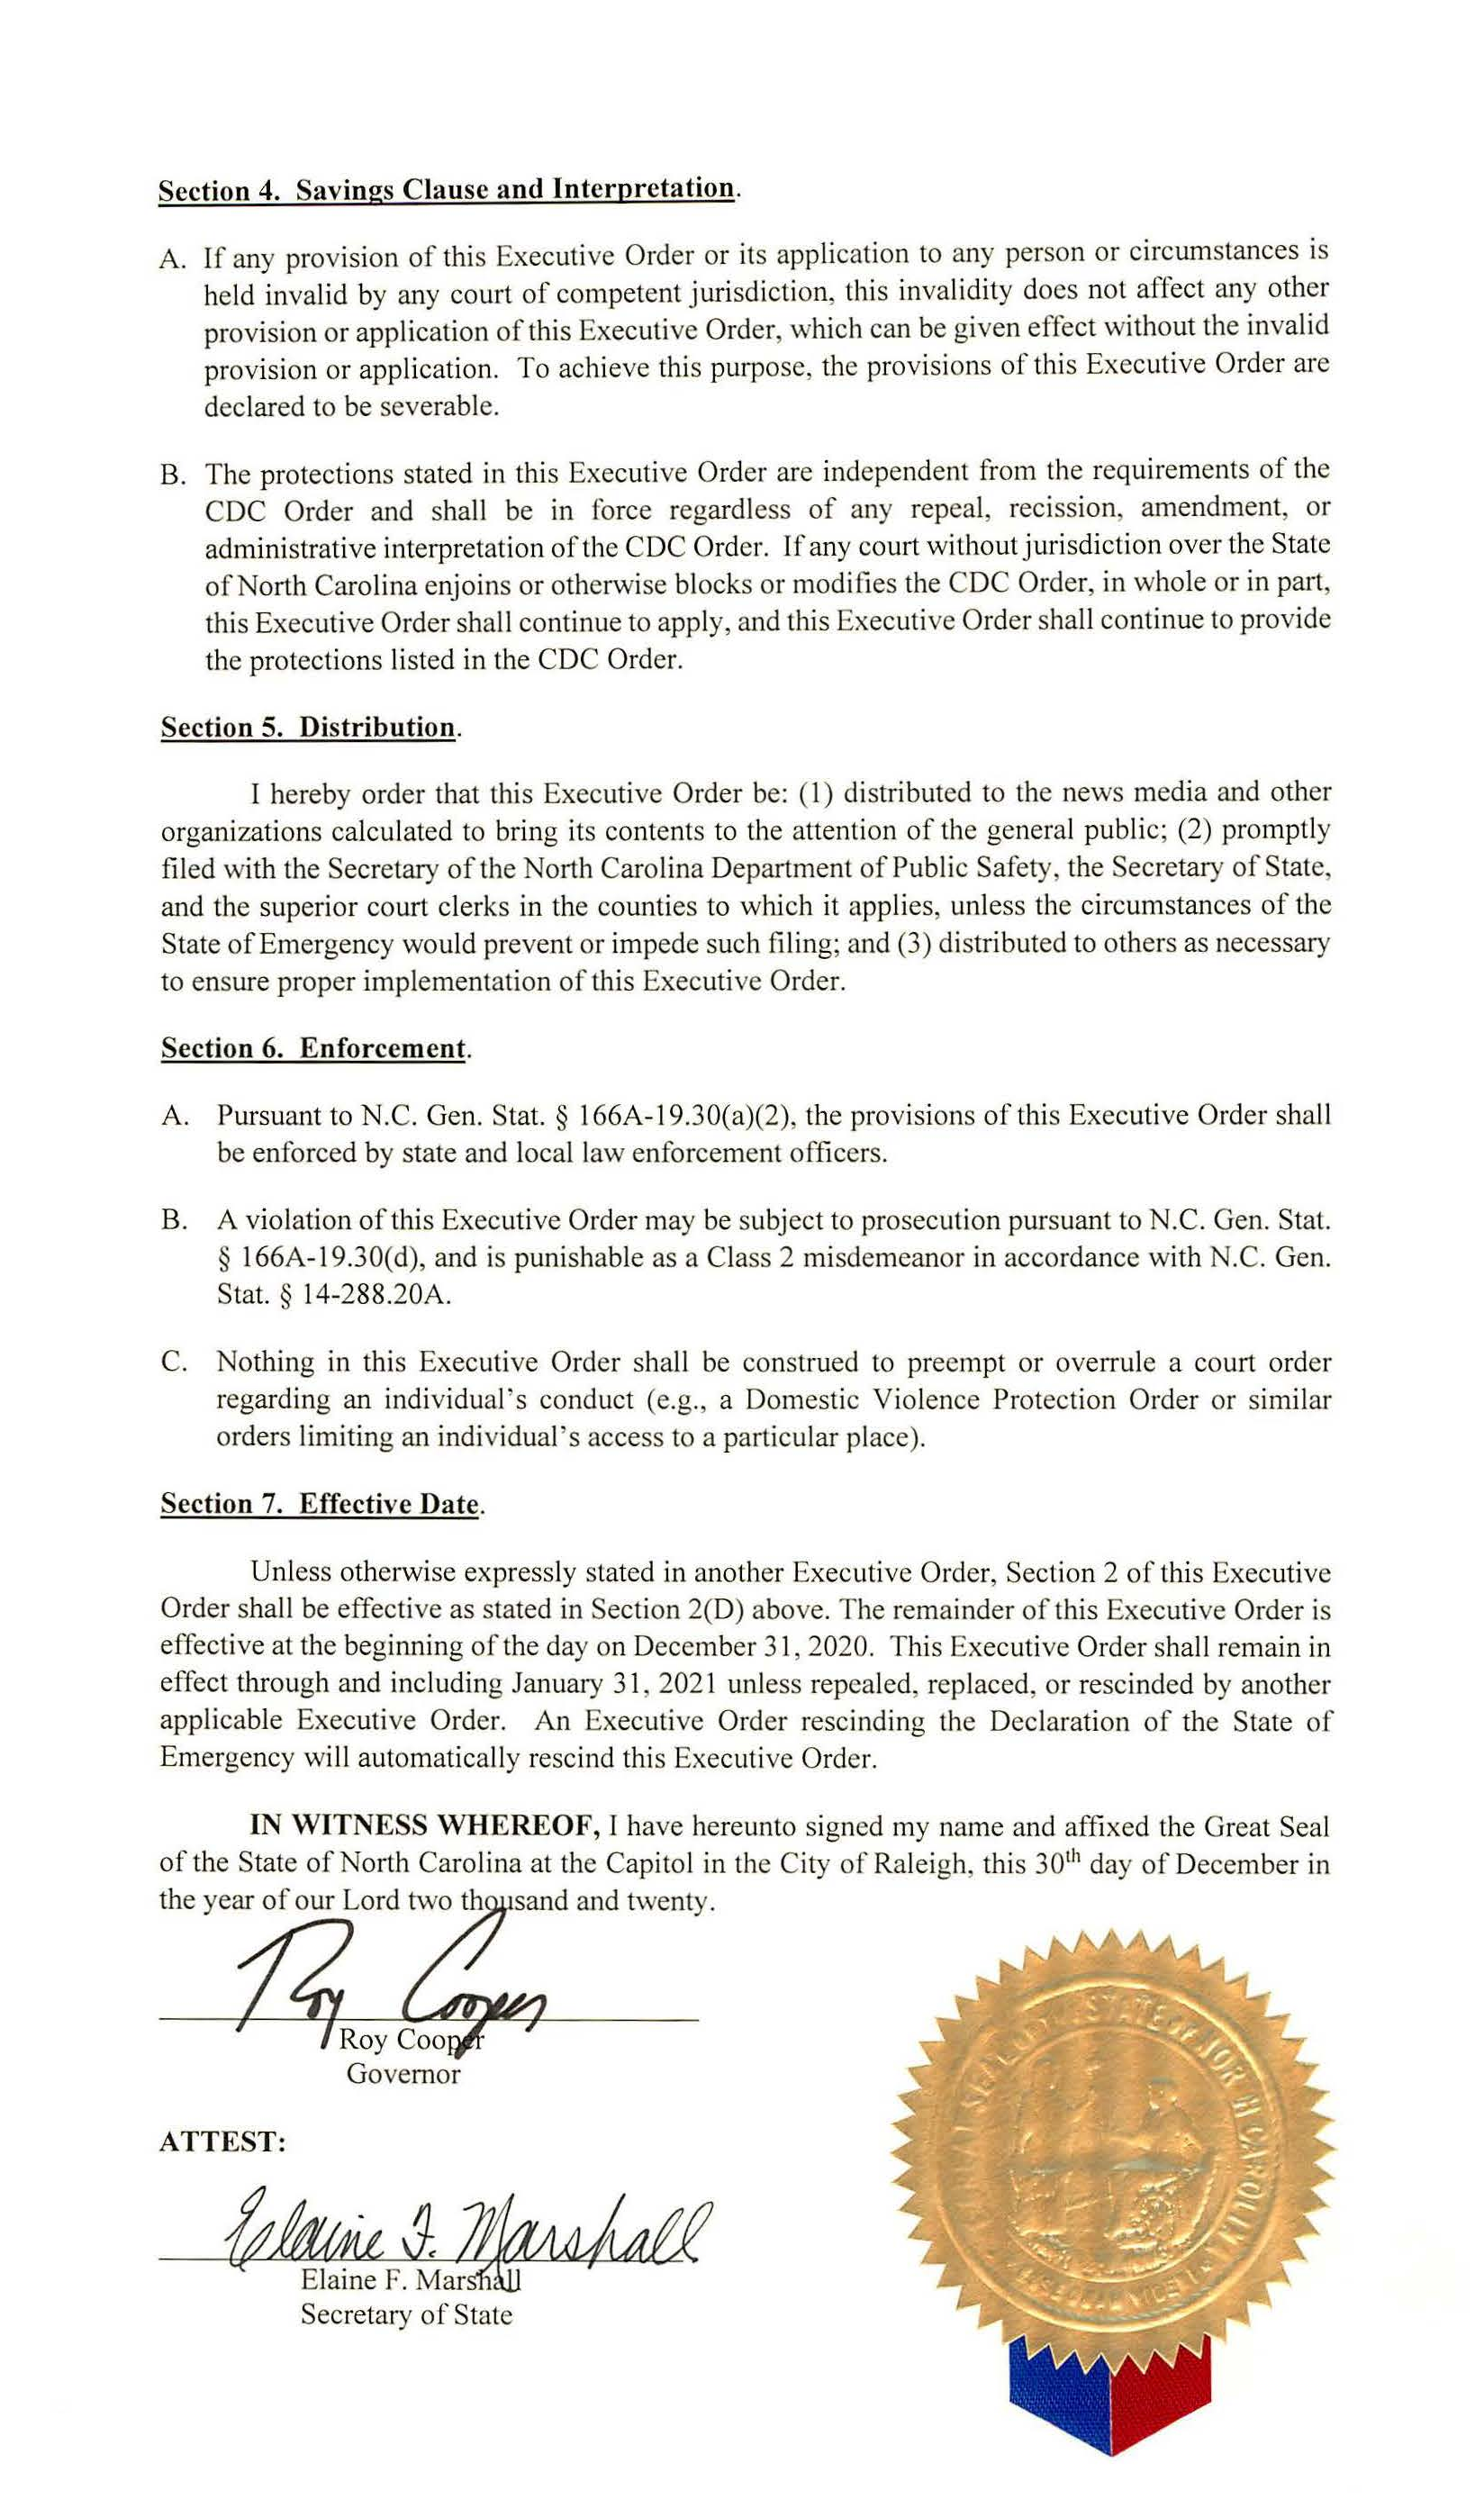 Section 4. Savings Clause and Interpretation.
A. If any provision of this Executive Order or its application to any person or circumstances is
held invalid by any court of competent jurisdiction, this invalidity does not affect any other
provision or application of this Executive Order, which can be given effect without the invalid
provision or application. To achieve this purpose, the provisions of this Executive Order are
declared to be severable.
B. The protections stated in this Executive Order are independent from the requirements of the
CDC Order and shall be in force regardless of any repeal, recission, amendment, or
administrative interpretation of the CDC Order. If any court without jurisdiction over the State
of North Carolina enjoins or otherwise blocks or modifies the CDC Order, in whole or in part,
this Executive Order shall continue to apply, and this Executive Order shall continue to provide
the protections listed in the CDC Order.
Section 5. Distribution.
I hereby order that this Executive Order be: (1) distributed to the news media and other
organizations calculated to bring its contents to the attention of the general public; (2) promptly
filed with the Secretary of the North Carolina Department of Public Safety, the Secretary of State,
and the superior court clerks in the counties to which it applies, unless the circumstances of the
State of Emergency would prevent or impede such filing; and (3) distributed to others as necessary
to ensure proper implementation of this Executive Order.
Section 6. Enforcement.
A. Pursuant to N.C. Gen. Stat. § 166A-19.30(a)(2), the provisions of this Executive Order shall
be enforced by state and local law enforcement officers.
B. A violation of this Executive Order may be subject to prosecution pursuant to N.C. Gen. Stat.
§ 166A-19.30(d), and is punishable as a Class 2 misdemeanor in accordance with N.C. Gen.
Stat. § 14-288.20A.
C. Nothing in this Executive Order shall be construed to preempt or overrule a court order
regarding an individual's conduct (e.g., a Domestic Violence Protection Order or similar
orders limiting an individual's access to a particular place).
Section 7. Effective Date.
Unless otherwise expressly stated in another Executive Order, Section 2 of this Executive
Order shall be effective as stated in Section 2(D) above. The remainder of this Executive Order is
effective at the beginning of the day on December 31, 2020. This Executive Order shall remain in
effect through and including January 31, 2021 unless repealed, replaced, or rescinded by another
applicable Executive Order. An Executive Order rescinding the Declaration of the State of
Emergency will automatically rescind this Executive Order.
IN WITNESS WHEREOF, I have hereunto signed my name and affixed the Great Seal
of the State of North Carolina at the Capitol in the City of Raleigh, this 30th day of December in
the year of our Lord two thousand and twenty.
Roy Cooper
Roy Cooper
Governor
ATTEST:
Elaine F. Marshall
Elaine F. Marshall
Secretary of State
STATE OF NORTH CAROLINA